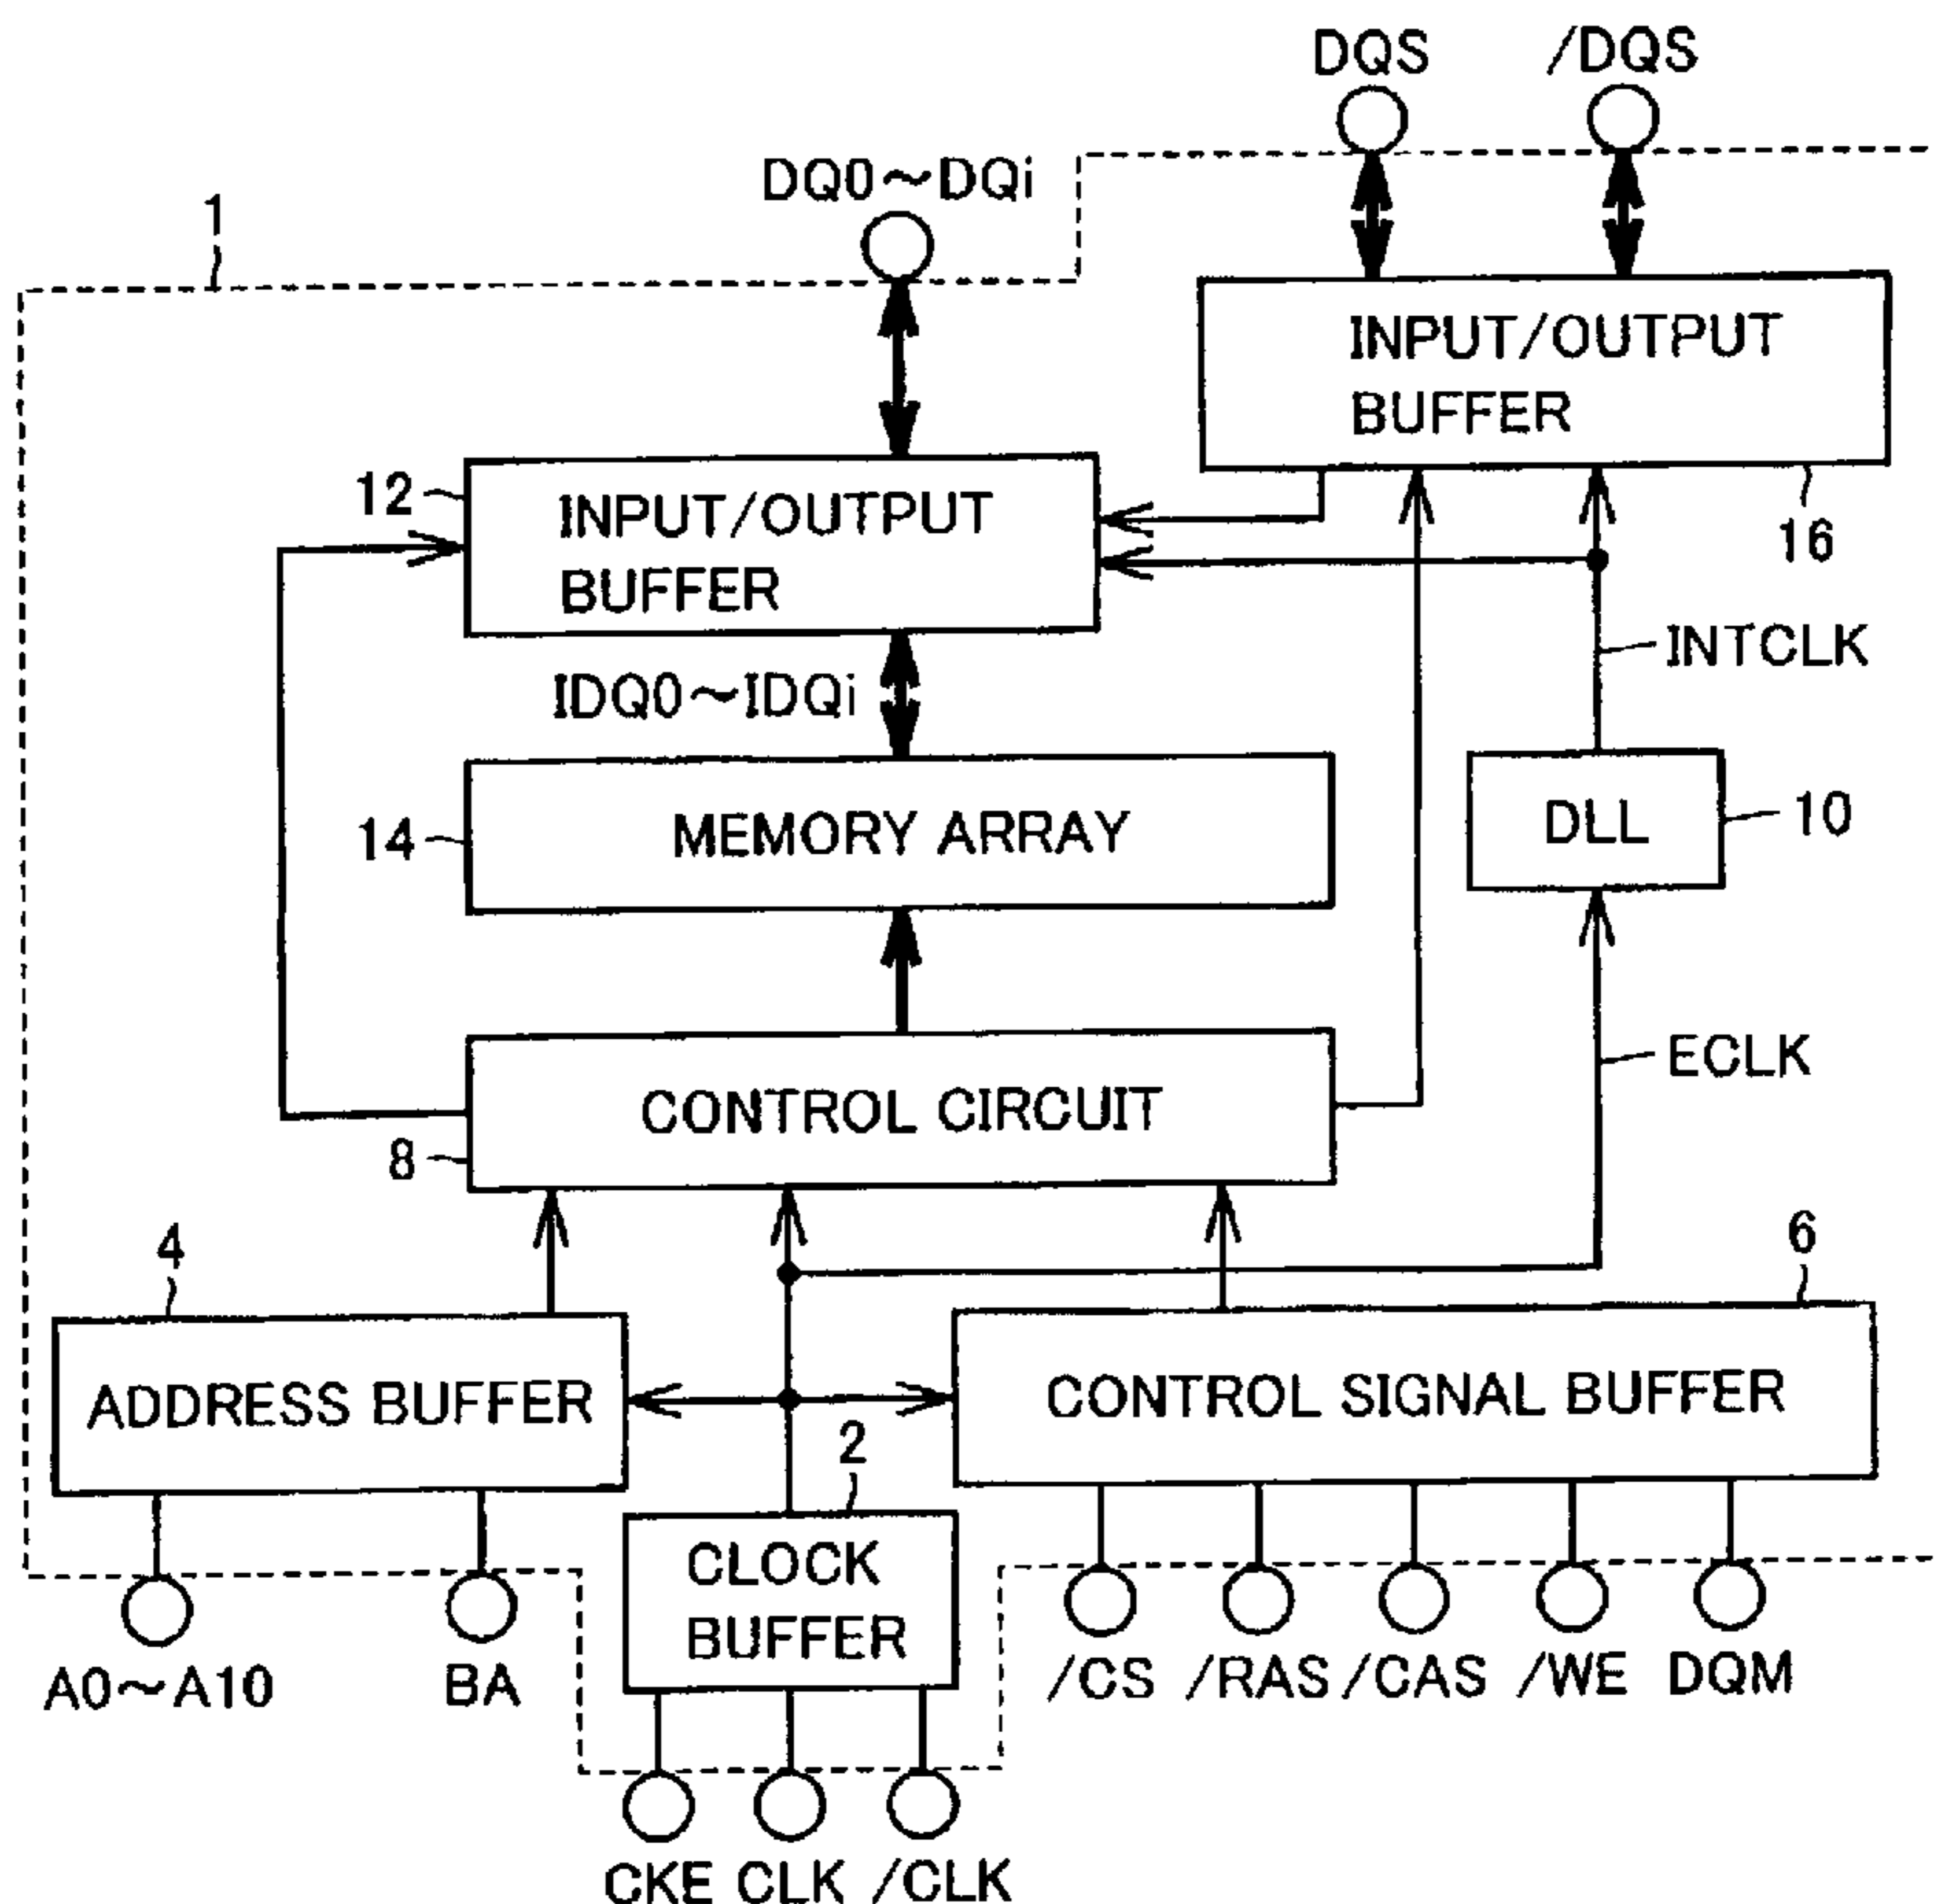 DQS /DQS
DQ0~DQi
1
INPUT/OUTPUT
BUFFER
16
12
INPUT/OUTPUT
BUFFER
INTCLK
IDQ0~IDQi
MEMORY ARRAY
14
DLL
10
ECLK
CONTROL CIRCUIT
8
4
6
ADDRESS BUFFER
CONTROL SIGNAL BUFFER
2
CLOCK
BUFFER
A0~A10 BA
/CS /RAS /CAS /WE DQM
CKE CLK /CLK